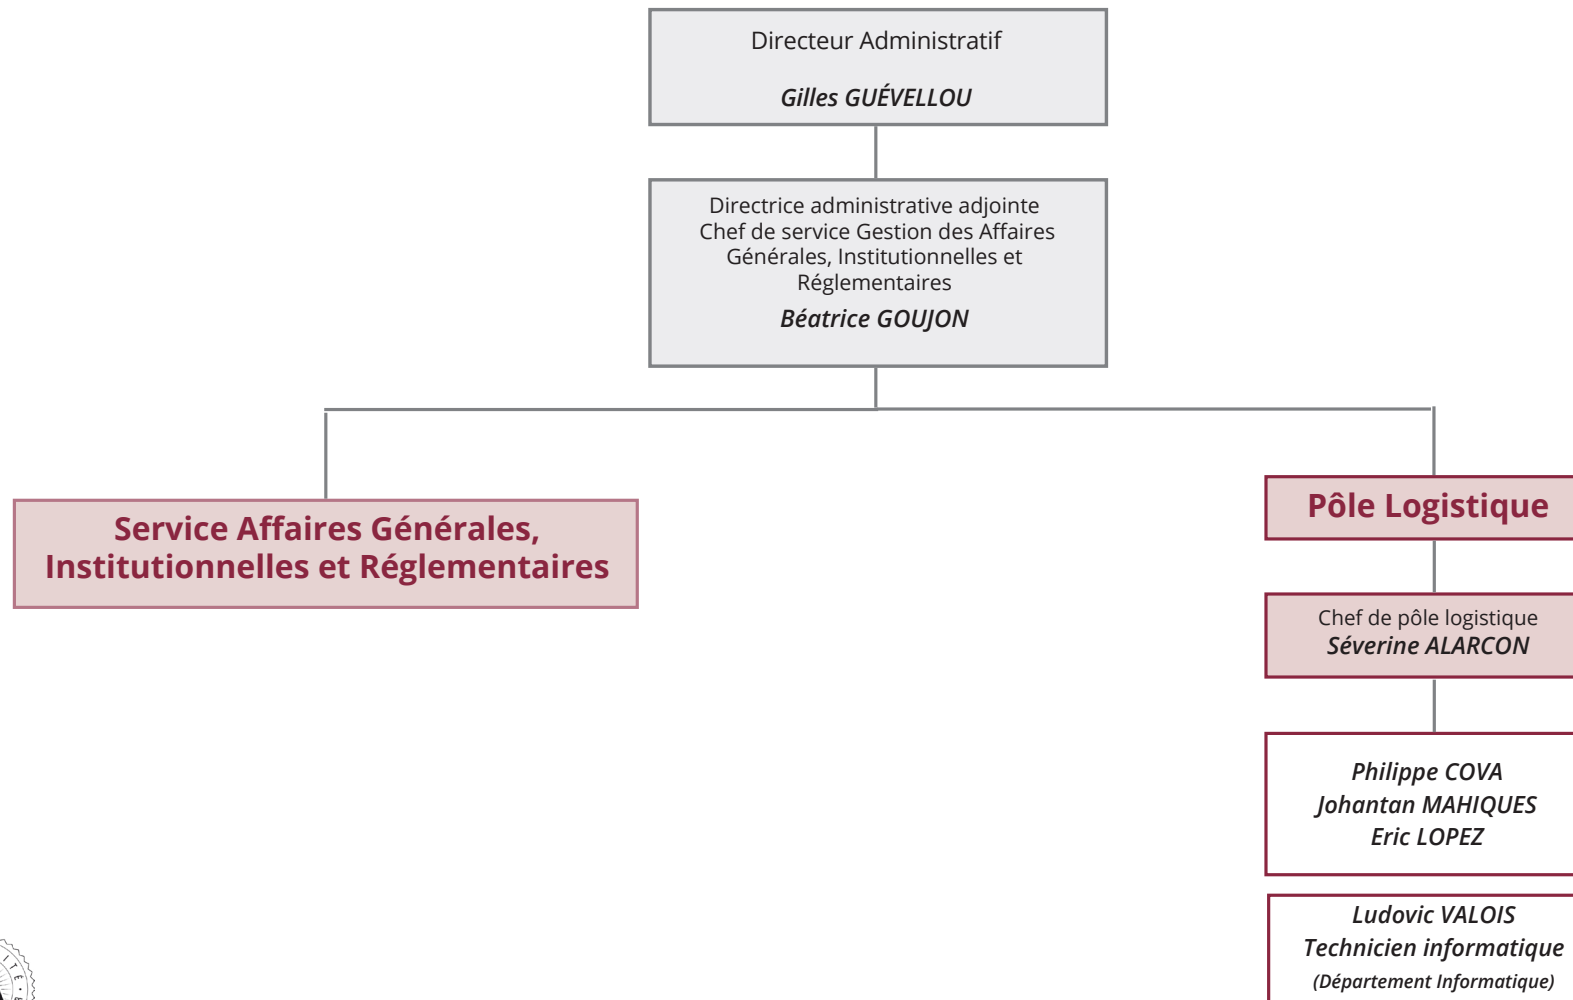 Directeur Administratif
Gilles GUÉVELLOU
Directrice administrative adjointe
Chef de service Gestion des Affaires
Générales, Institutionnelles et
Réglementaires
Béatrice GOUJON
Service Affaires Générales,
Institutionnelles et Réglementaires
Pôle Logistique
Chef de pôle logistique
Séverine ALARCON
Philippe COVA
Johantan MAHIQUES
Eric LOPEZ
Ludovic VALOIS
Technicien informatique
(Département Informatique)